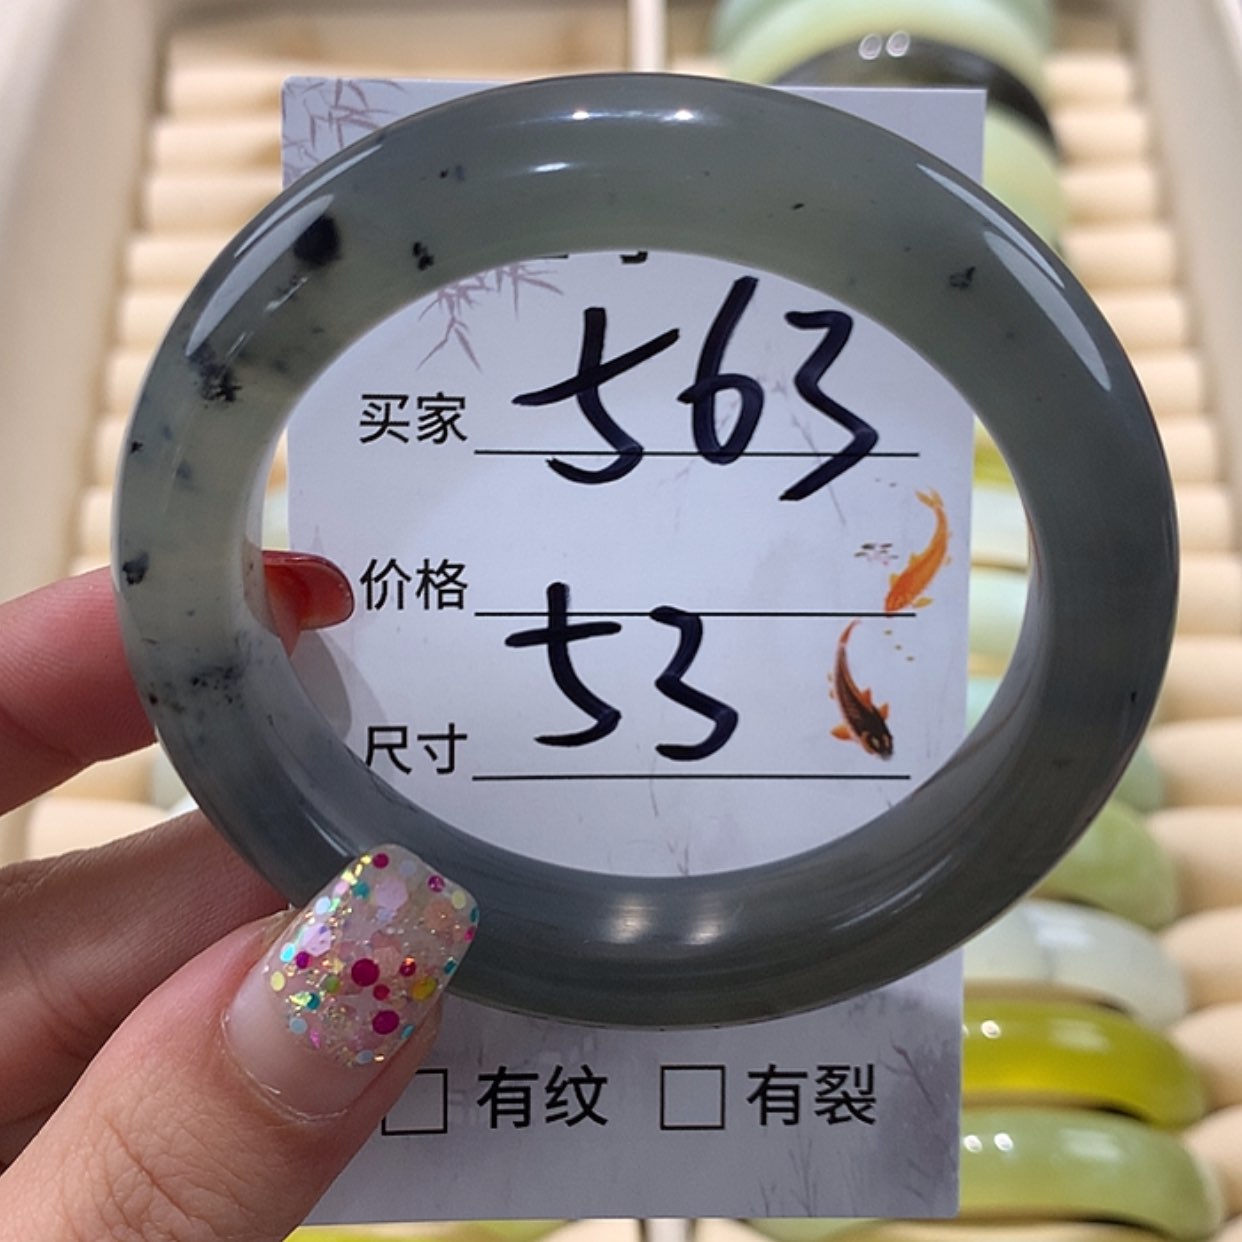 买家 563
价格
尺寸 53
□ 有纹 □ 有裂